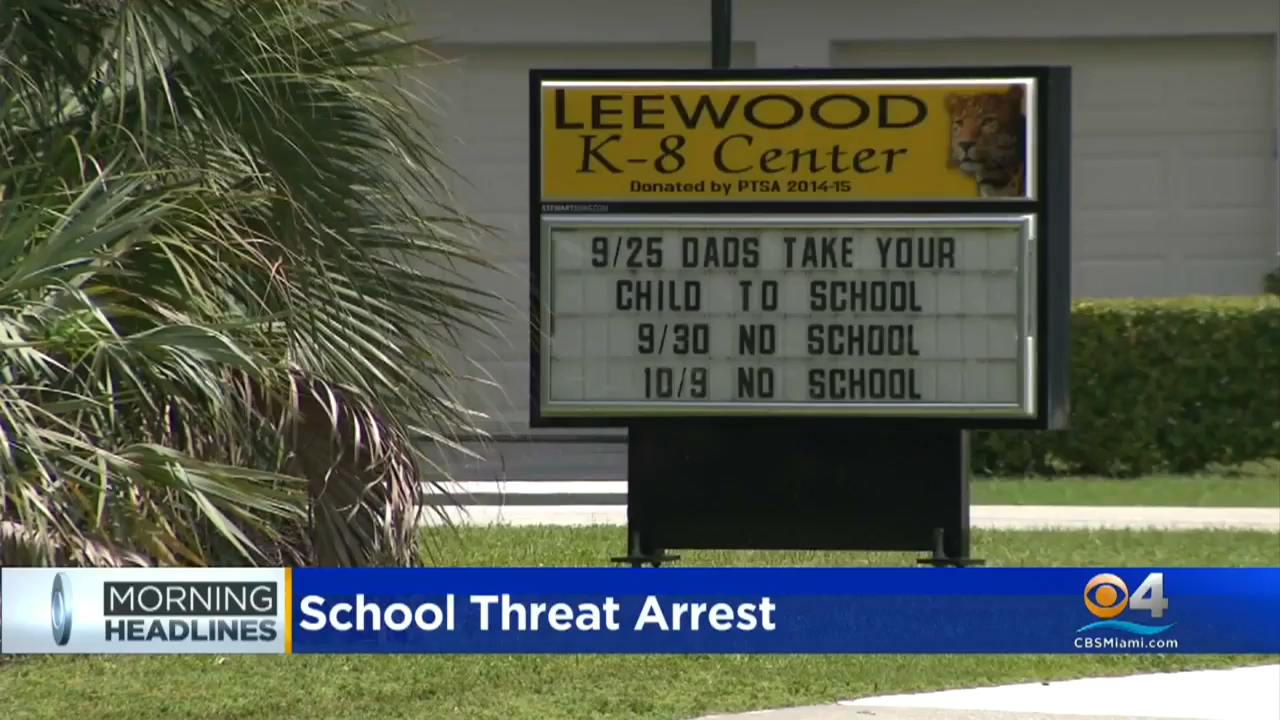 LEEWOOD
K-8 Center
Donated by PTSA 2014-15
9/25 DADS TAKE YOUR
CHILD TO SCHOOL
9/30 NO SCHOOL
10/9 NO SCHOOL
MORNING
HEADLINES
School Threat Arrest
4
CBSMiami.com